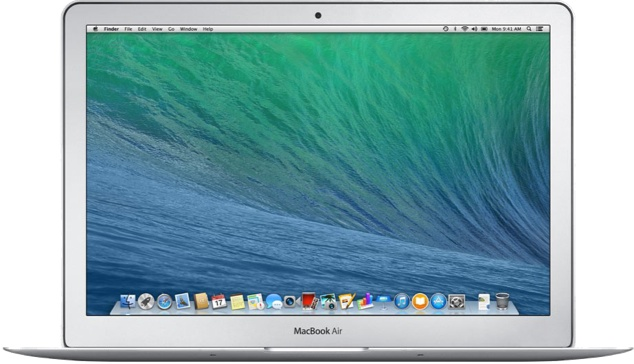 Finder File Edit View Go Window Help Mon 9:41 AM
17
MacBook Air